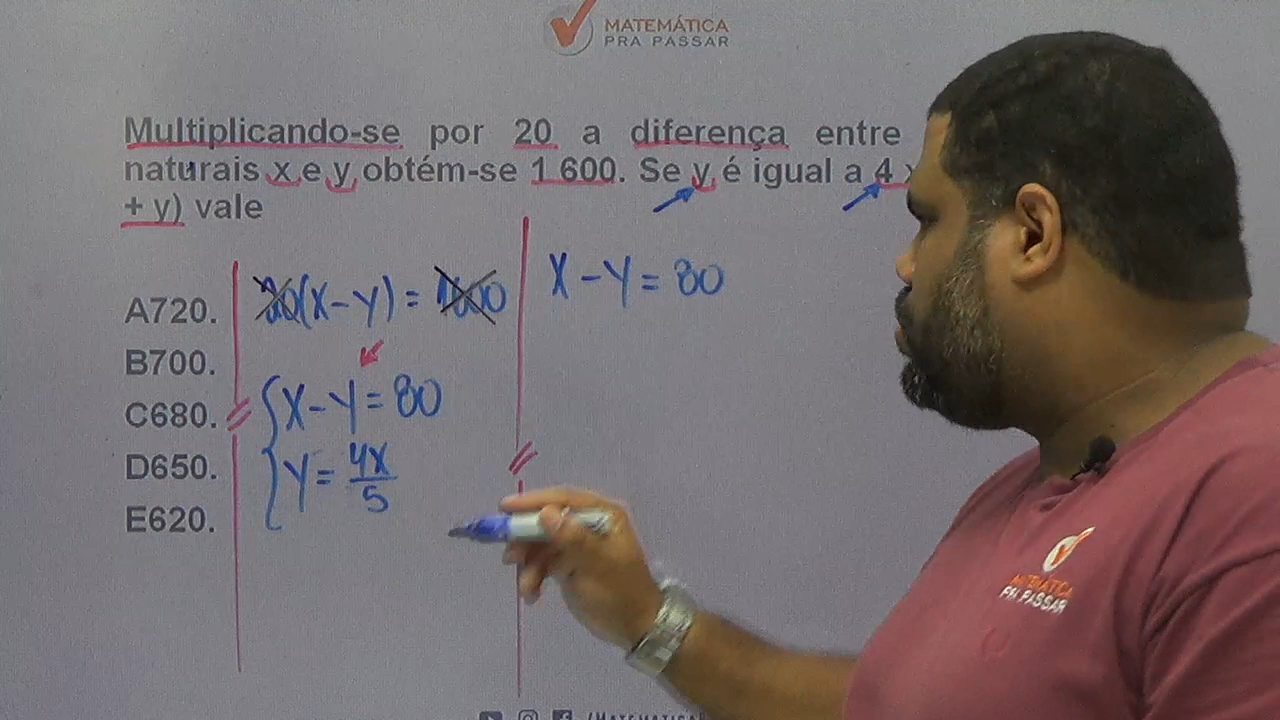 MATEMÁTICA
PRA PASSAR
Multiplicando-se por 20 a diferença entre
naturais x e y obtém-se 1 600. Se y é igual a 4
+ y) vale
A720.
B700.
C680.
D650.
E620.
20(X-Y) = 1600
X-Y = 80
Y = 4X/5
X-Y = 80
MATEMÁTICA
PRA PASSAR